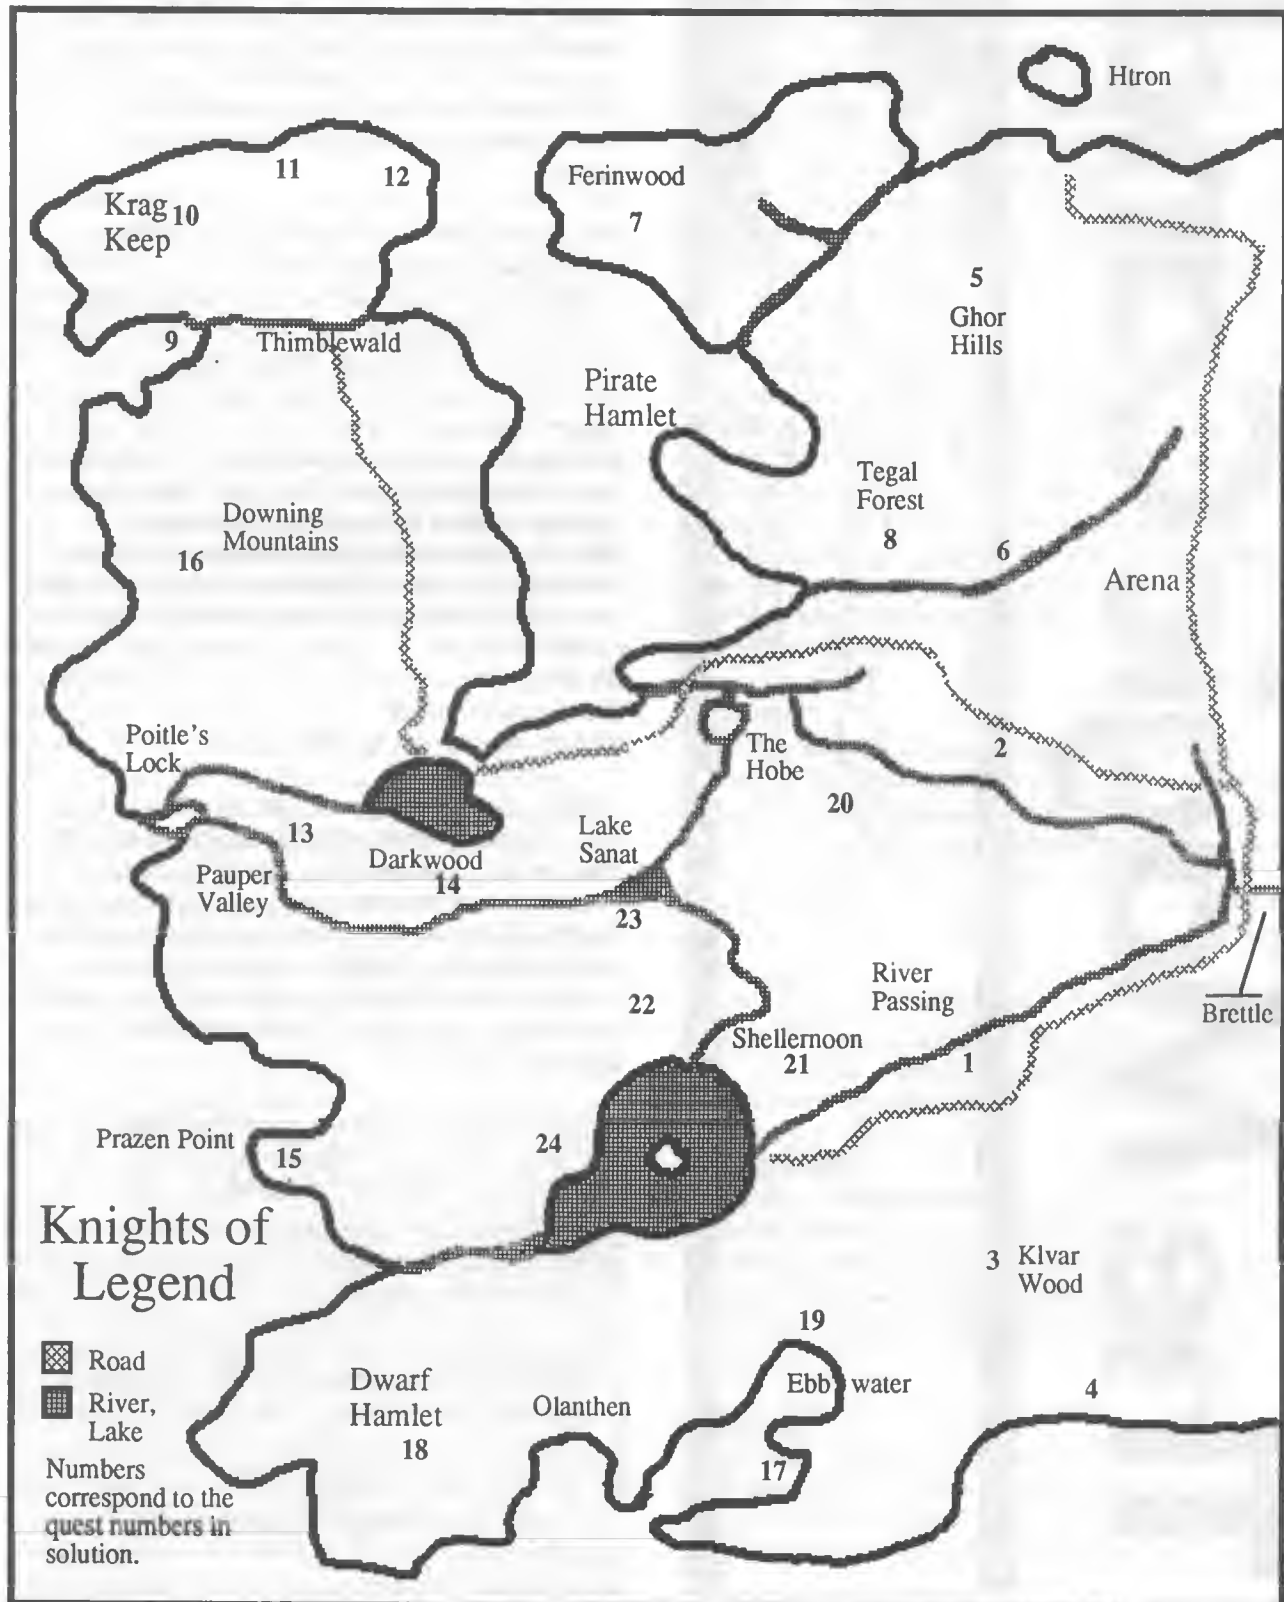 Htron
11
12
Ferinwood
7
Krag
10
Keep
5
Ghor
Hills
9
Thimblewald
Pirate
Hamlet
Tegal
Forest
8
6
Downing
Mountains
16
Arena
Poitle's
Lock
The
Hobe
2
20
13
Darkwood
14
Lake
Sanat
23
Pauper
Valley
River
Passing
22
Brettle
Shellernoon
21
1
Prazen Point
15
24
Knights of
Legend
3
Klvar
Wood
19
Road
River,
Lake
Dwarf
Hamlet
18
Olanthen
Ebb water
4
17
Numbers
correspond to the
quest numbers in
solution.